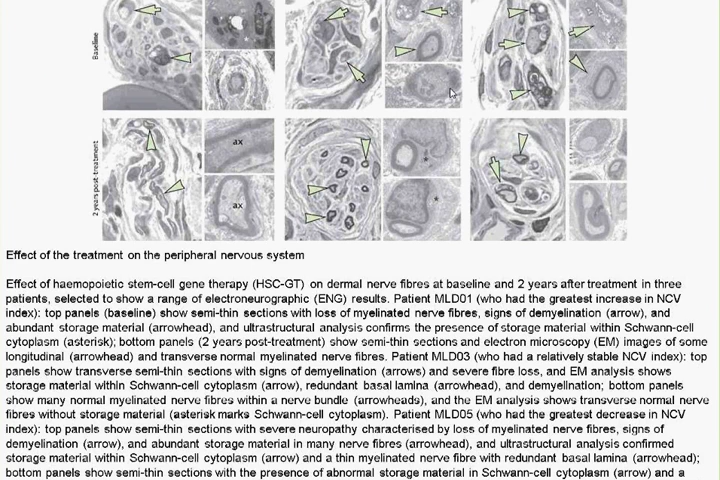 Baseline
ax
2 years post-treatment
ax
*
*
Effect of the treatment on the peripheral nervous system
Effect of haemopoietic stem-cell gene therapy (HSC-GT) on dermal nerve fibres at baseline and 2 years after treatment in three
patients, selected to show a range of electroneurographic (ENG) results. Patient MLD01 (who had the greatest increase in NCV
index): top panels (baseline) show semi-thin sections with loss of myelinated nerve fibres, signs of demyelination (arrow), and
abundant storage material (arrowhead), and ultrastructural analysis confirms the presence of storage material within Schwann-cell
cytoplasm (asterisk); bottom panels (2 years post-treatment) show semi-thin sections and electron microscopy (EM) images of some
longitudinal (arrowhead) and transverse normal myelinated nerve fibres. Patient MLD03 (who had a relatively stable NCV index): top
panels show transverse semi-thin sections with signs of demyelination (arrows) and severe fibre loss, and EM analysis shows
storage material within Schwann-cell cytoplasm (arrow), redundant basal lamina (arrowhead), and demyelination; bottom panels
show many normal myelinated nerve fibres within a nerve bundle (arrowheads), and the EM analysis shows transverse normal nerve
fibres without storage material (asterisk marks Schwann-cell cytoplasm). Patient MLD05 (who had the greatest decrease in NCV
index): top panels show semi-thin sections with severe neuropathy characterised by loss of myelinated nerve fibres, signs of
demyelination (arrow), and abundant storage material in many nerve fibres (arrowhead), and ultrastructural analysis confirmed
storage material within Schwann-cell cytoplasm (arrow) and a thin myelinated nerve fibre with redundant basal lamina (arrowhead);
bottom panels show semi-thin sections with the presence of abnormal storage material in Schwann-cell cytoplasm (arrow) and a